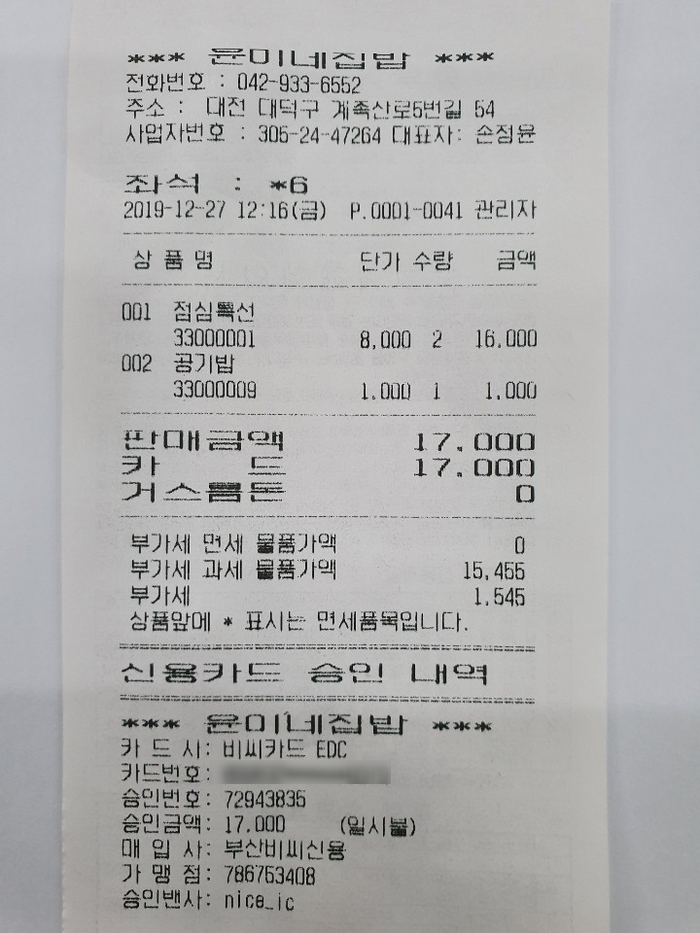 *** 윤미네집밥 ***
전화번호 : 042-933-6552
주소 : 대전 대덕구 계족산로5번길 54
사업자번호 : 305-24-47264 대표자: 손정윤
좌석 : *6
2019-12-27 12:16(금) P.0001-0041 관리자
상 품 명 단가 수량 금액
001 점심특선
33000001 8,000 2 16,000
002 공기밥
33000009 1,000 1 1,000
판매금액 17,000
카 드 17,000
거스름돈 0
부가세 면세 물품가액 0
부가세 과세 물품가액 15,455
부가세 1,545
상품앞에 * 표시는 면세품목입니다.
신용카드 승인 내역
*** 윤미네집밥 ***
카 드 사: 비씨카드 EDC
카드번호:
승인번호: 72943835
승인금액: 17,000 (일시불)
매 입 사: 부산비씨신용
가 맹 점: 786753408
승인밴사: nice_ic